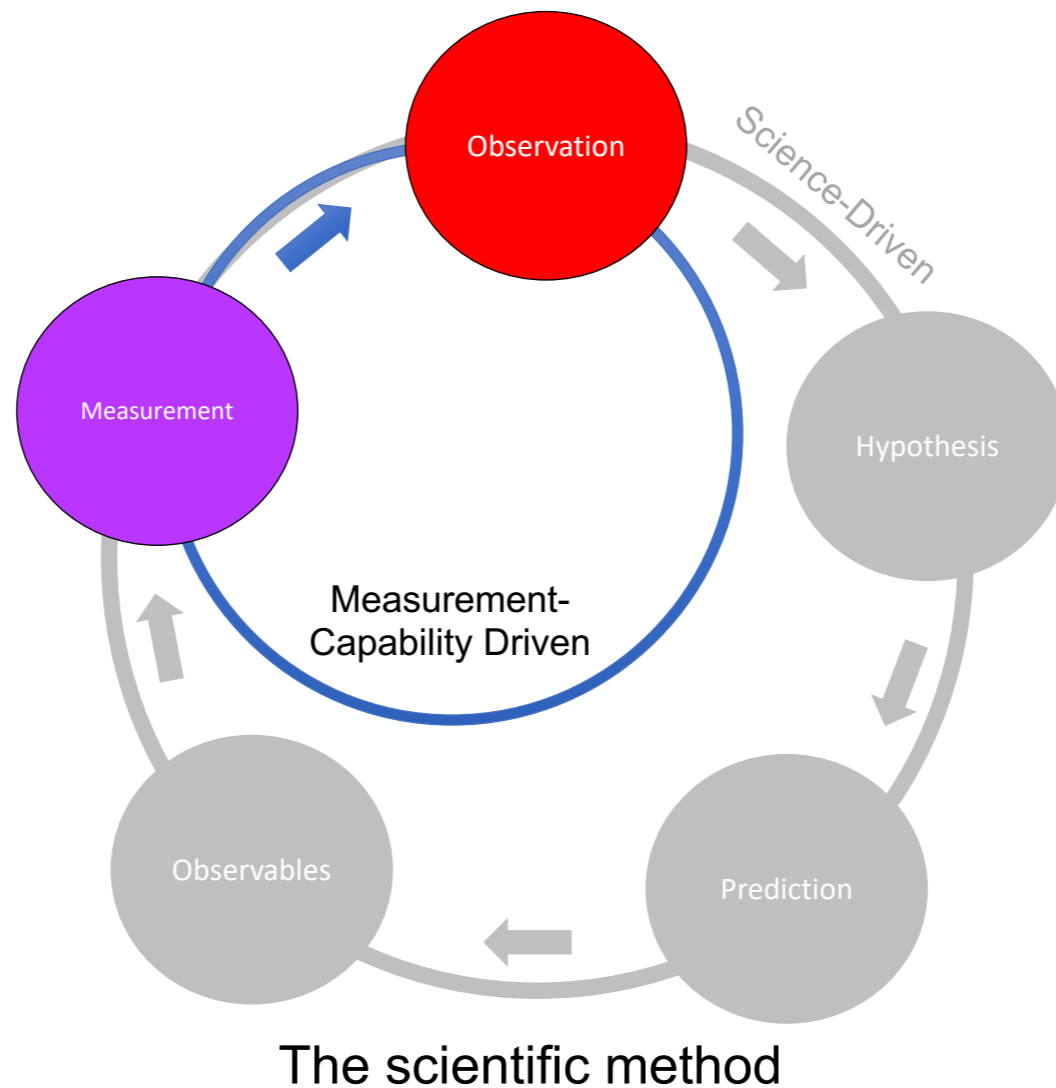 Observation
Science-Driven
Measurement
Hypothesis
Measurement-
Capability Driven
Observables
Prediction
The scientific method